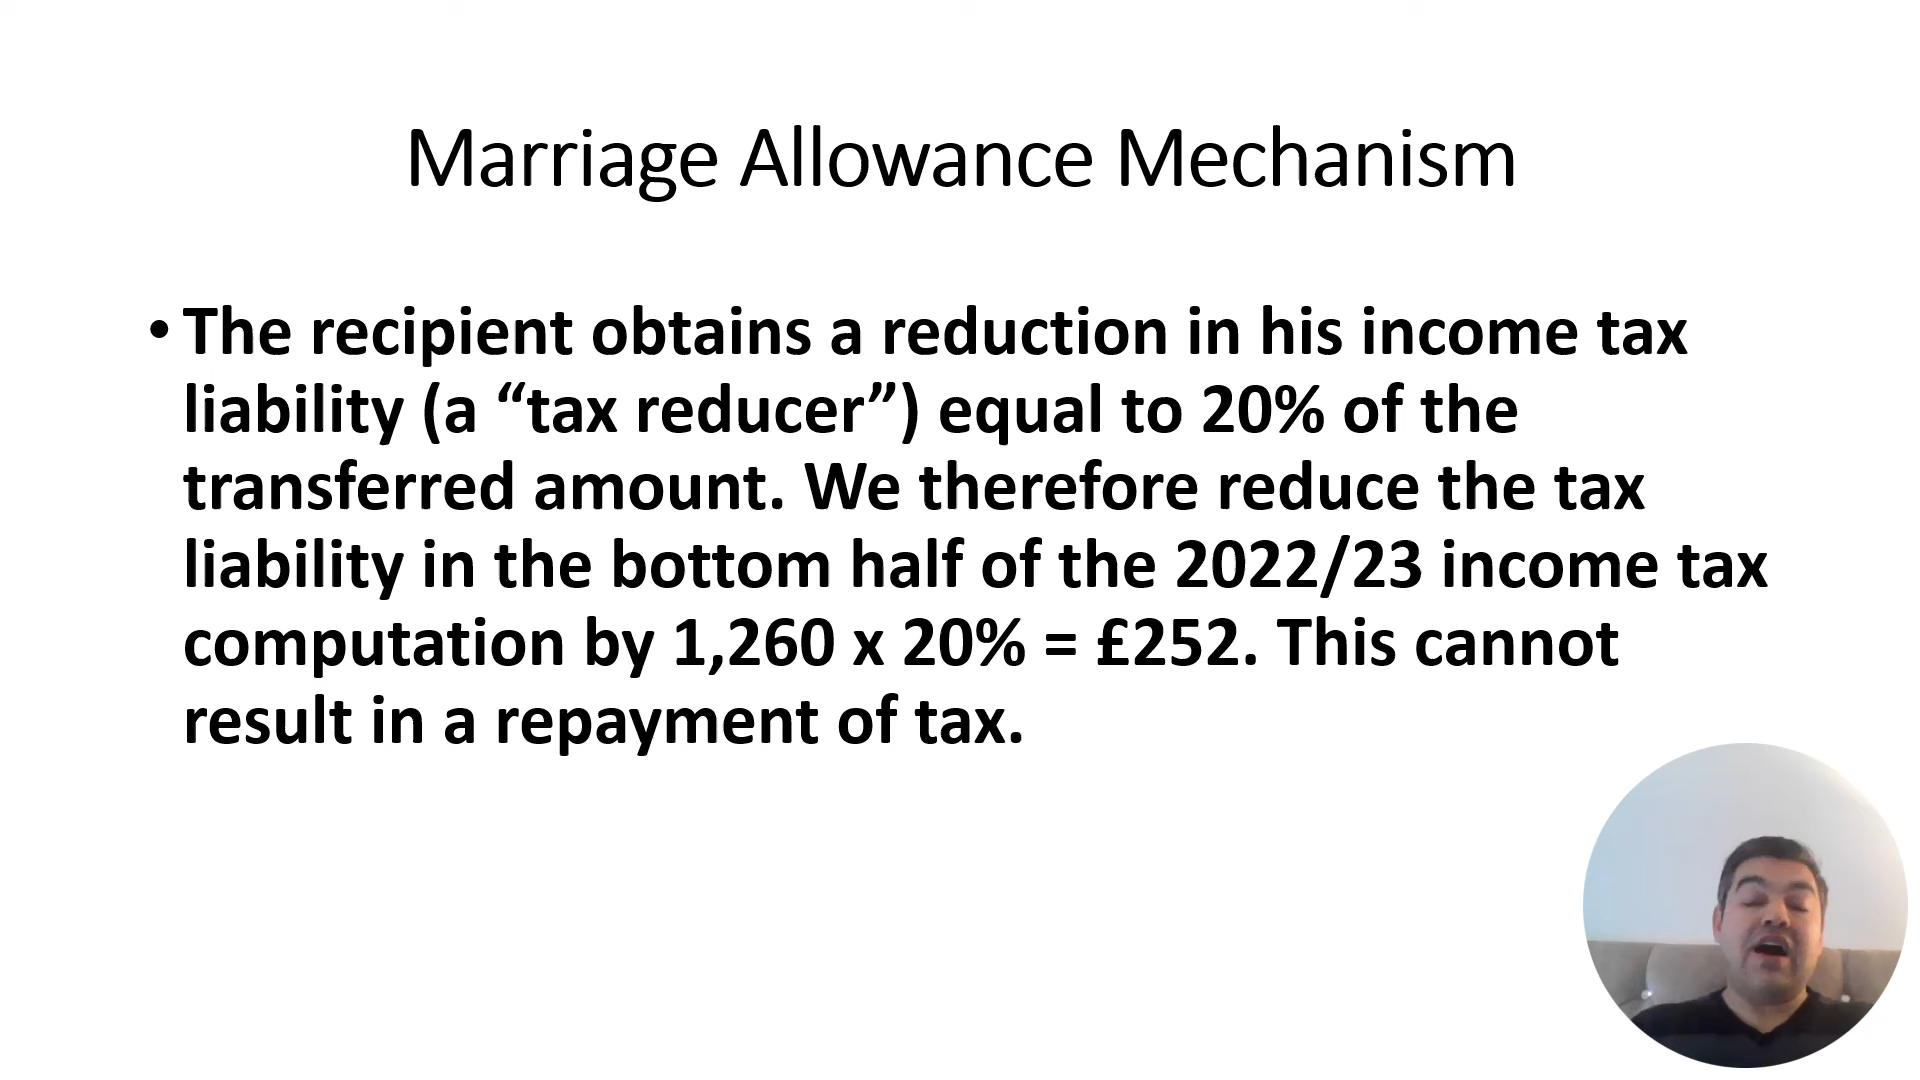 Marriage Allowance Mechanism
• The recipient obtains a reduction in his income tax
liability (a “tax reducer”) equal to 20% of the
transferred amount. We therefore reduce the tax
liability in the bottom half of the 2022/23 income tax
computation by 1,260 x 20% = £252. This cannot
result in a repayment of tax.